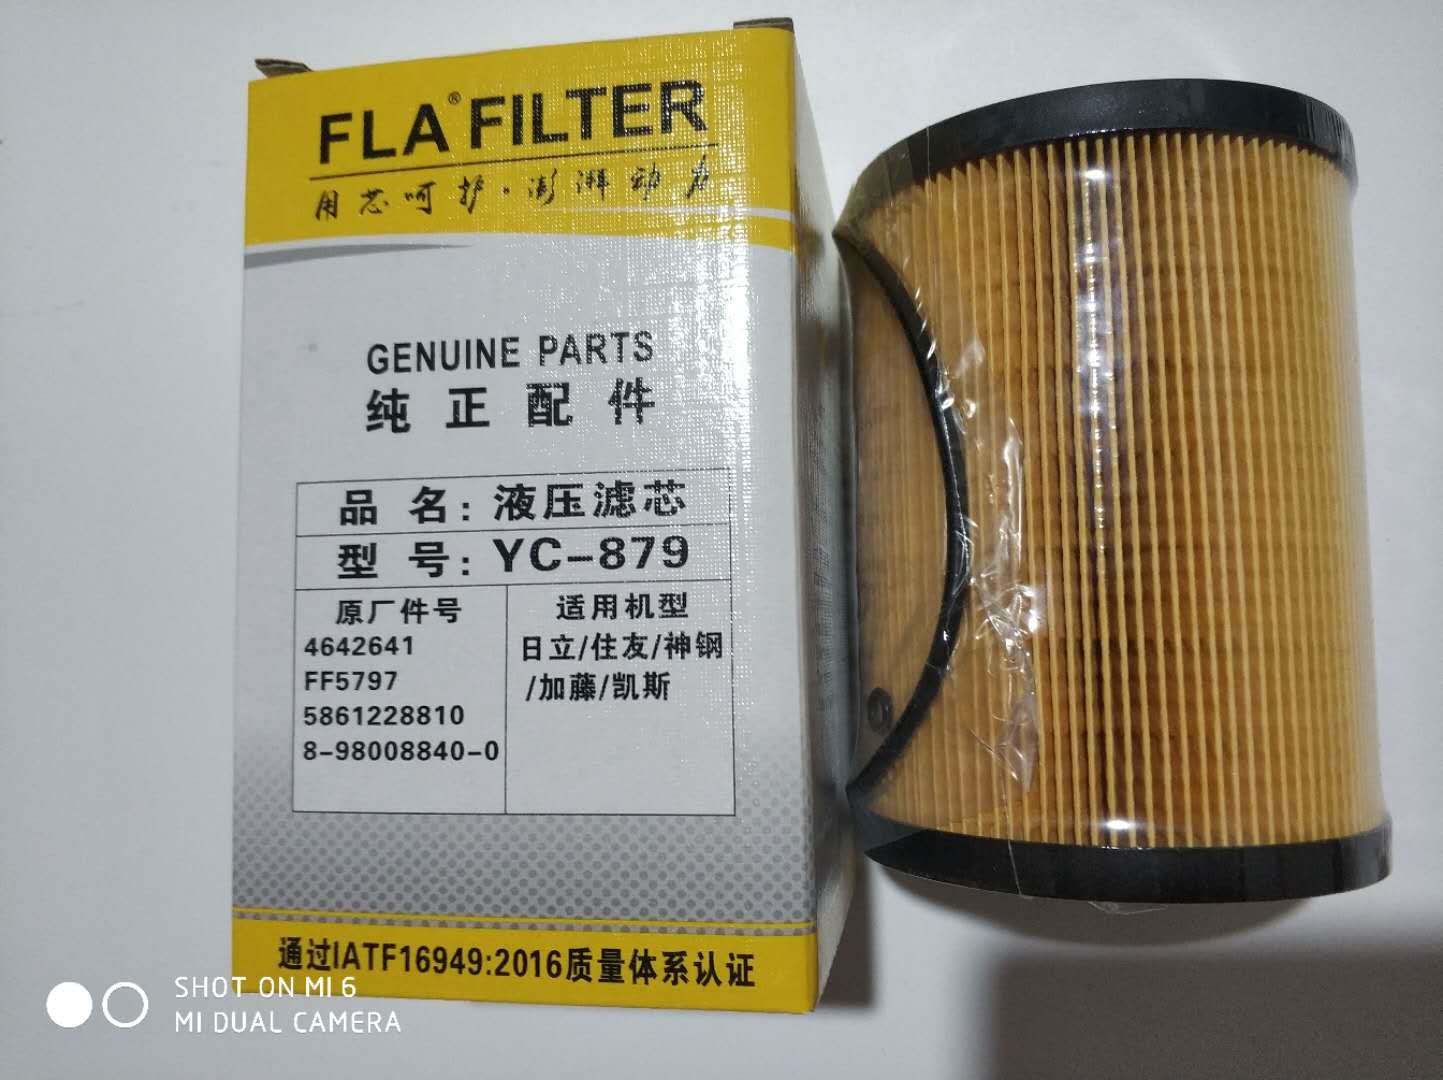 FLA® FILTER
用芯呵护·澎湃动力
GENUINE PARTS
纯正配件
品 名: 液压滤芯
型 号: YC-879
原厂件号
4642641
FF5797
5861228810
8-98008840-0
适用机型
日立/住友/神钢
/加藤/凯斯
通过IATF16949:2016质量体系认证
SHOT ON MI 6
MI DUAL CAMERA